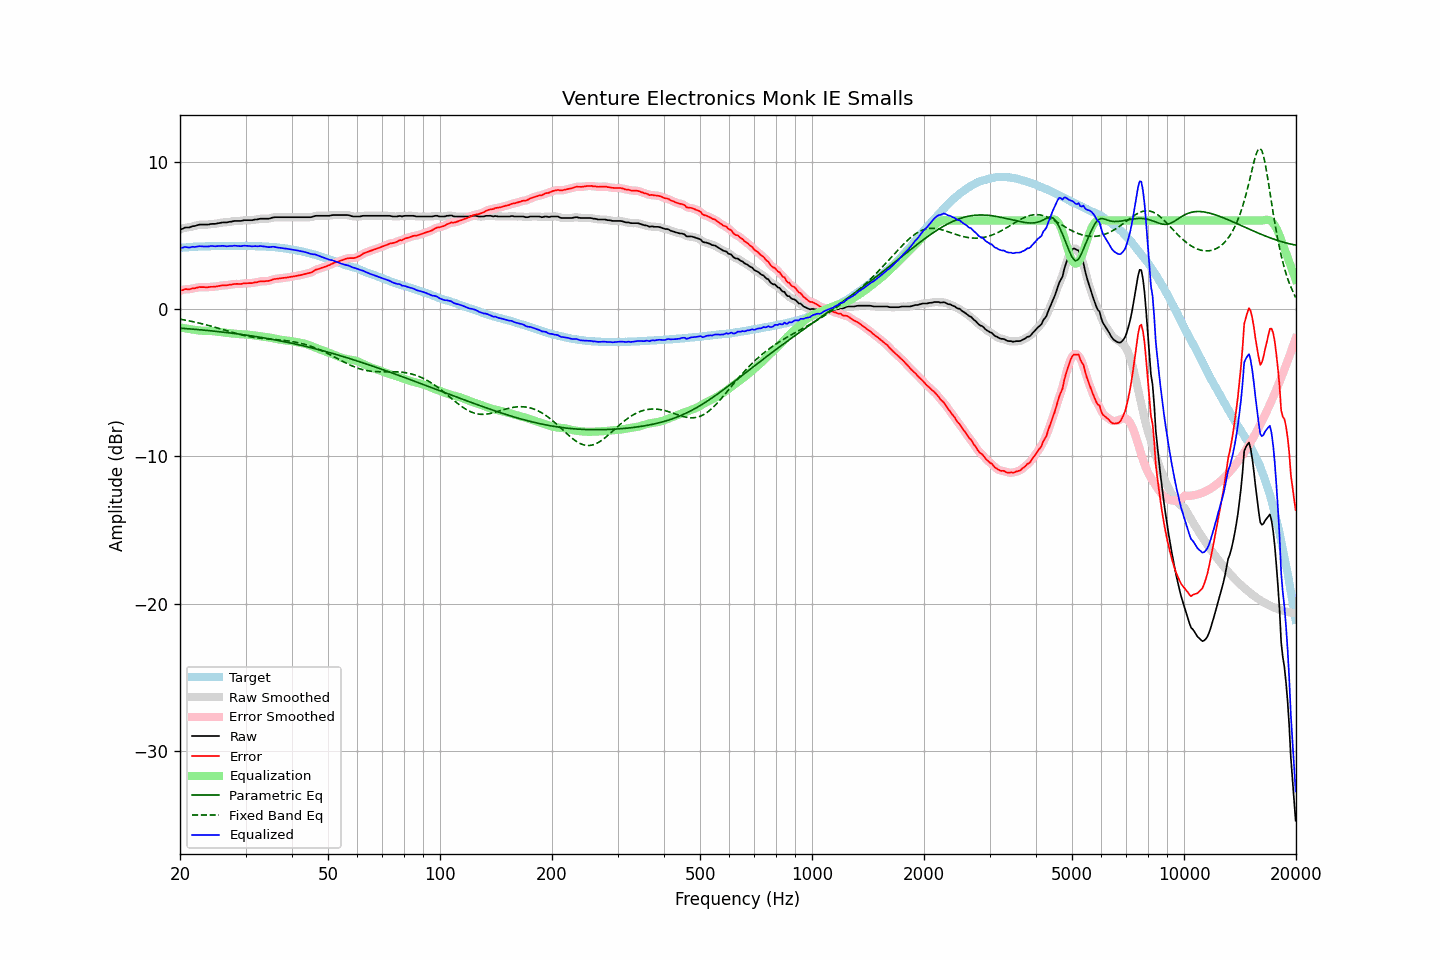 Venture Electronics Monk IE Smalls
10
0
−10
−20
−30
Amplitude (dBr)
Target
Raw Smoothed
Error Smoothed
Raw
Error
Equalization
Parametric Eq
Fixed Band Eq
Equalized
20 50 100 200 500 1000 2000 5000 10000 20000
Frequency (Hz)